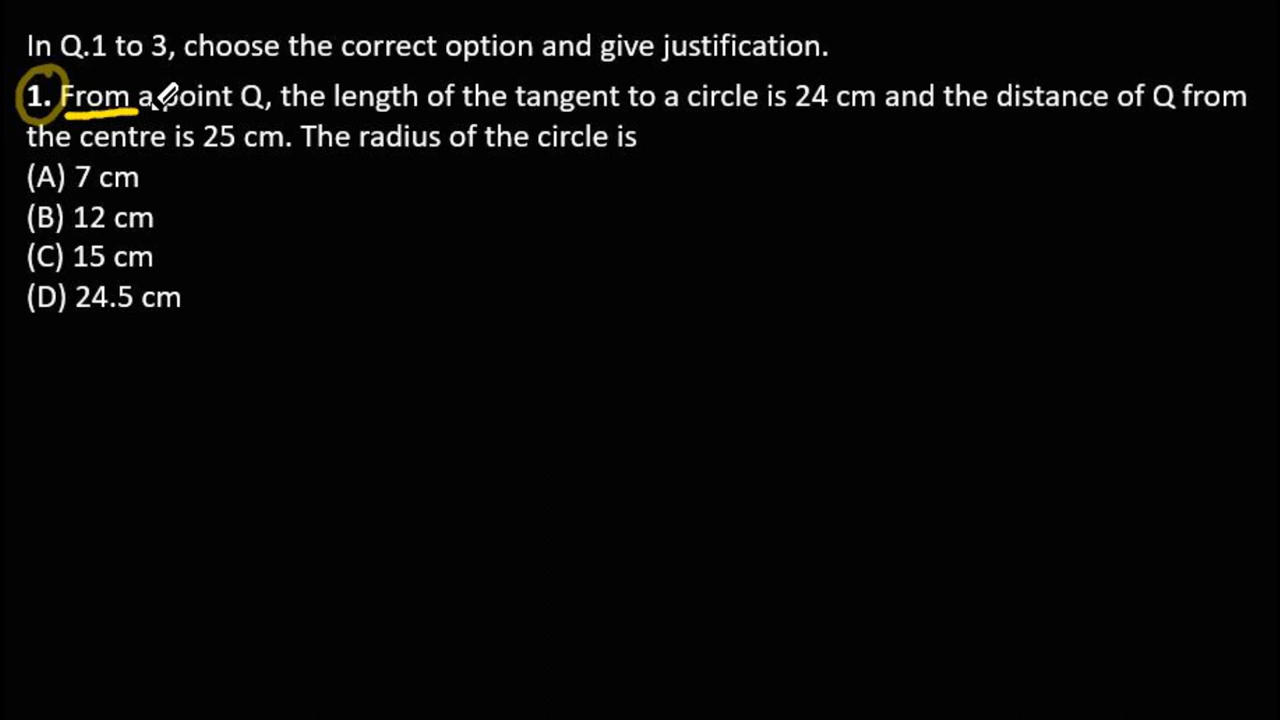 In Q.1 to 3, choose the correct option and give justification.
1. From a point Q, the length of the tangent to a circle is 24 cm and the distance of Q from
the centre is 25 cm. The radius of the circle is
(A) 7 cm
(B) 12 cm
(C) 15 cm
(D) 24.5 cm